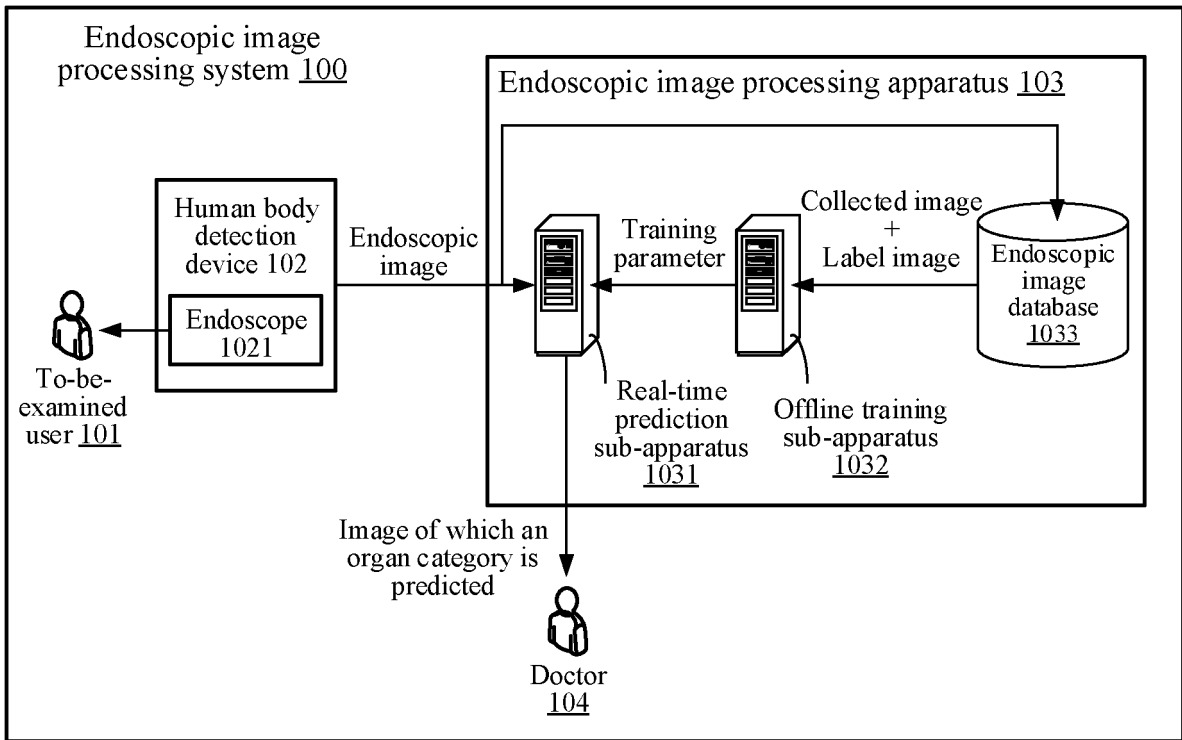 Endoscopic image
processing system 100
Endoscopic image processing apparatus 103
Human body
detection
device 102
Endoscope
1021
To-be-
examined
user 101
Endoscopic
image
Training
parameter
Collected image
+
Label image
Endoscopic
image
database
1033
Real-time
prediction
sub-apparatus
1031
Offline training
sub-apparatus
1032
Image of which an
organ category is
predicted
Doctor
104